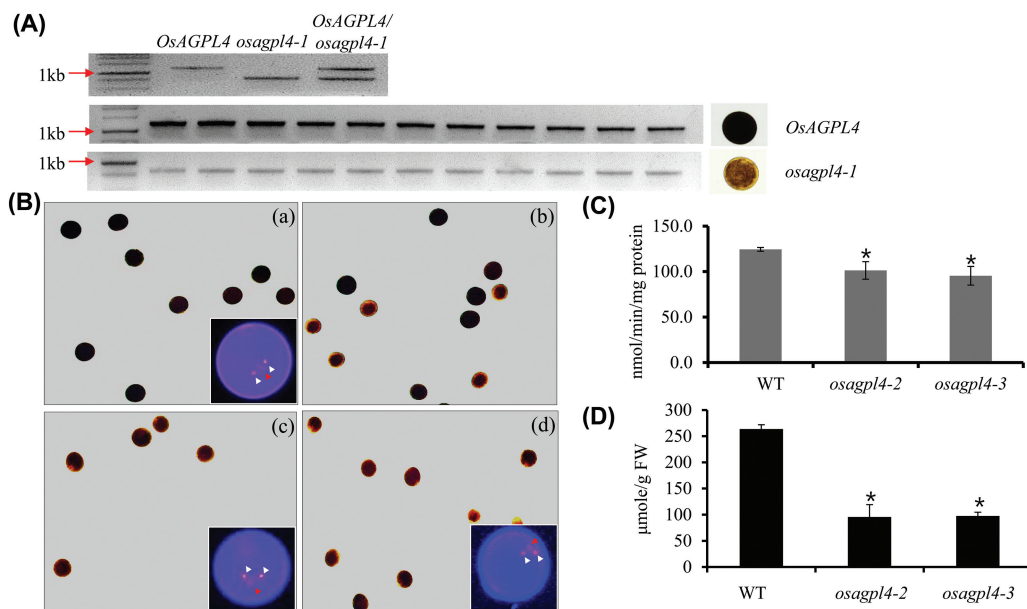 (A)
OsAGPL4
osagpl4-1
OsAGPL4/
osagpl4-1
1kb
1kb
OsAGPL4
1kb
osagpl4-1
(B)
(a)
(b)
(c)
(d)
(C)
nmol/min/mg protein
150.0
100.0
50.0
0.0
*
*
WT
osagpl4-2
osagpl4-3
(D)
µmole/g FW
300
250
200
150
100
50
0
*
*
WT
osagpl4-2
osagpl4-3